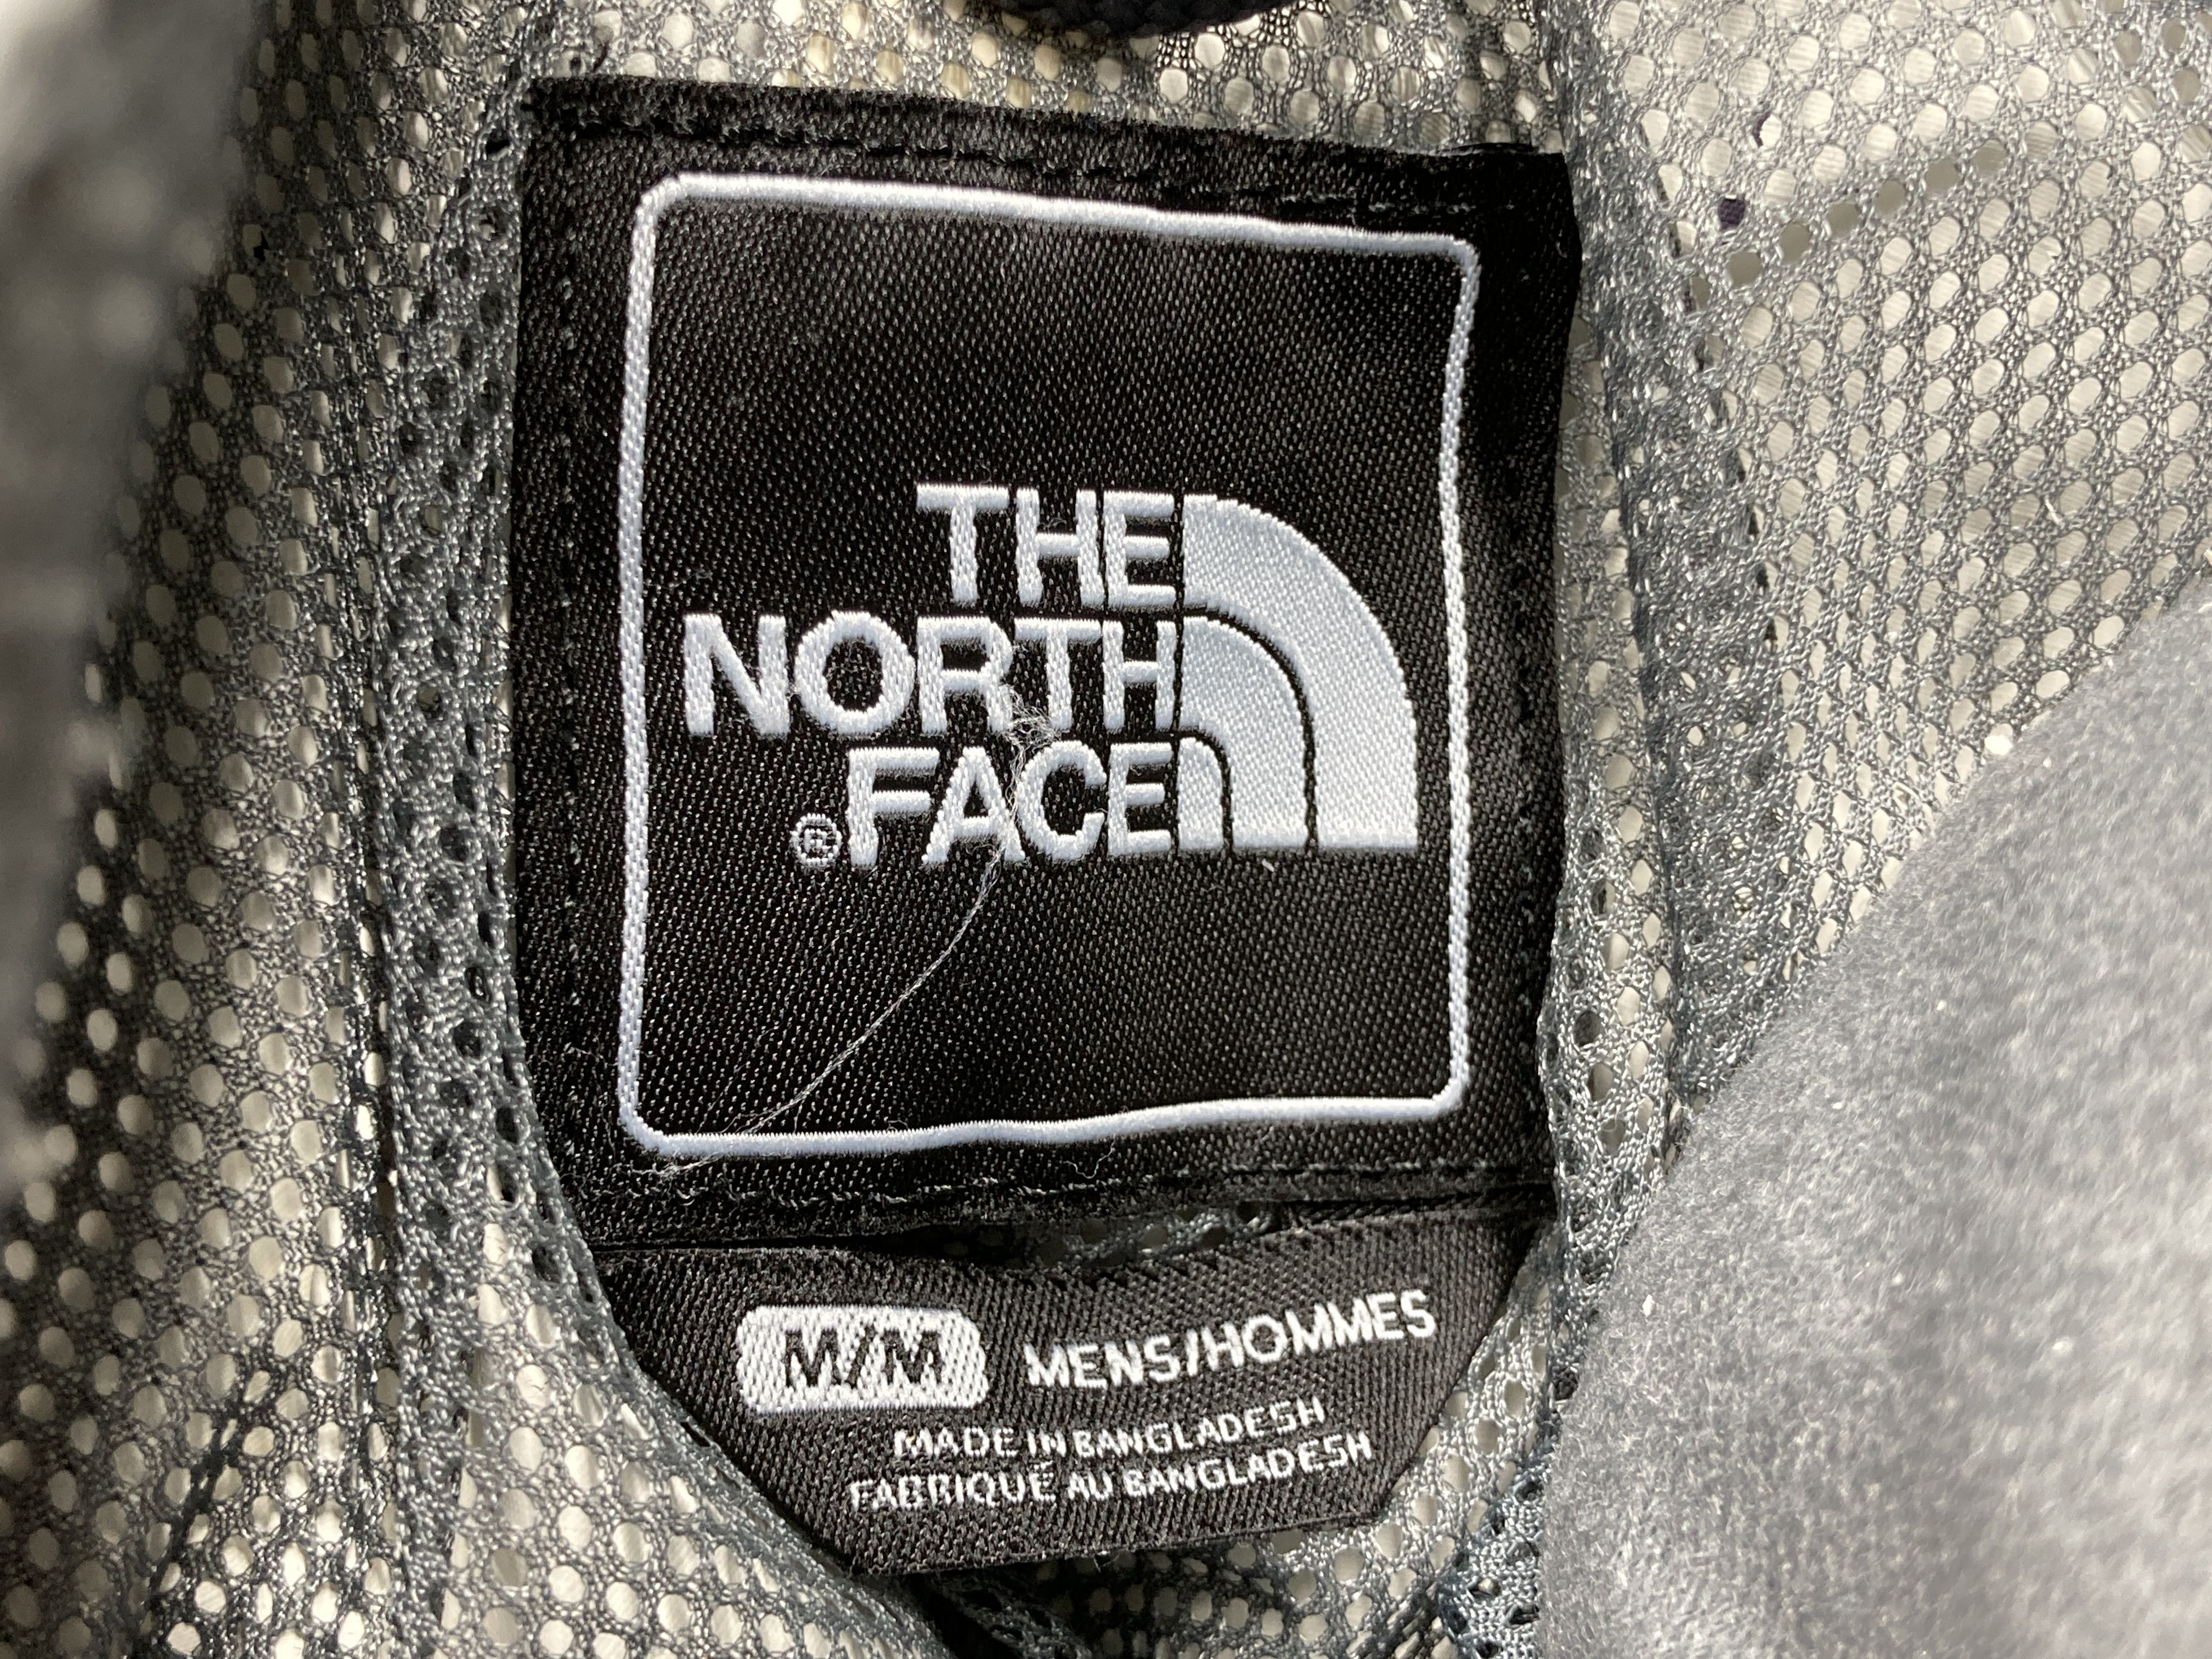 THE
NORTH
FACE
®
M/M MENS/HOMMES
MADE IN BANGLADESH
FABRIQUÉ AU BANGLADESH